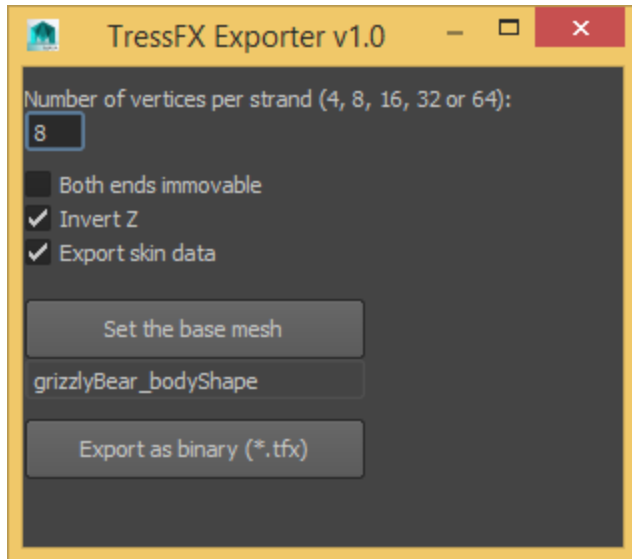 TressFX Exporter v1.0
Number of vertices per strand (4, 8, 16, 32 or 64):
8
Both ends immovable
Invert Z
Export skin data
Set the base mesh
grizzlyBear_bodyShape
Export as binary (*.tfx)